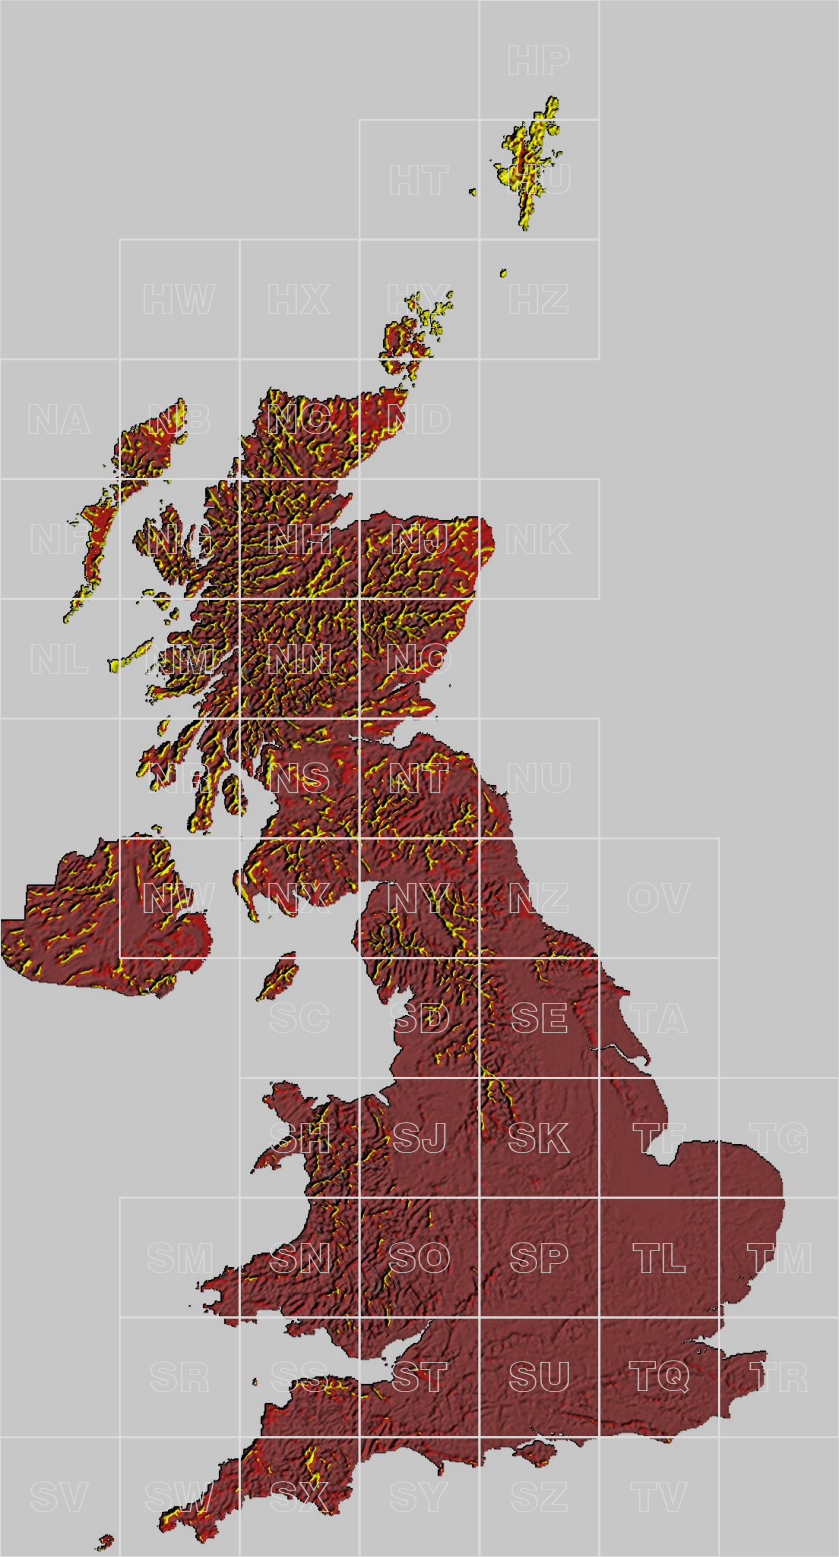 HP
HT HU
HW HX HY HZ
NA NB NC ND
NF NG NH NJ NK
NL NM NN NO
NR NS NT NU
NW NX NY NZ OV
SC SD SE TA
SH SJ SK TF TG
SM SN SO SP TL TM
SR SS ST SU TQ TR
SV SW SX SY SZ TV